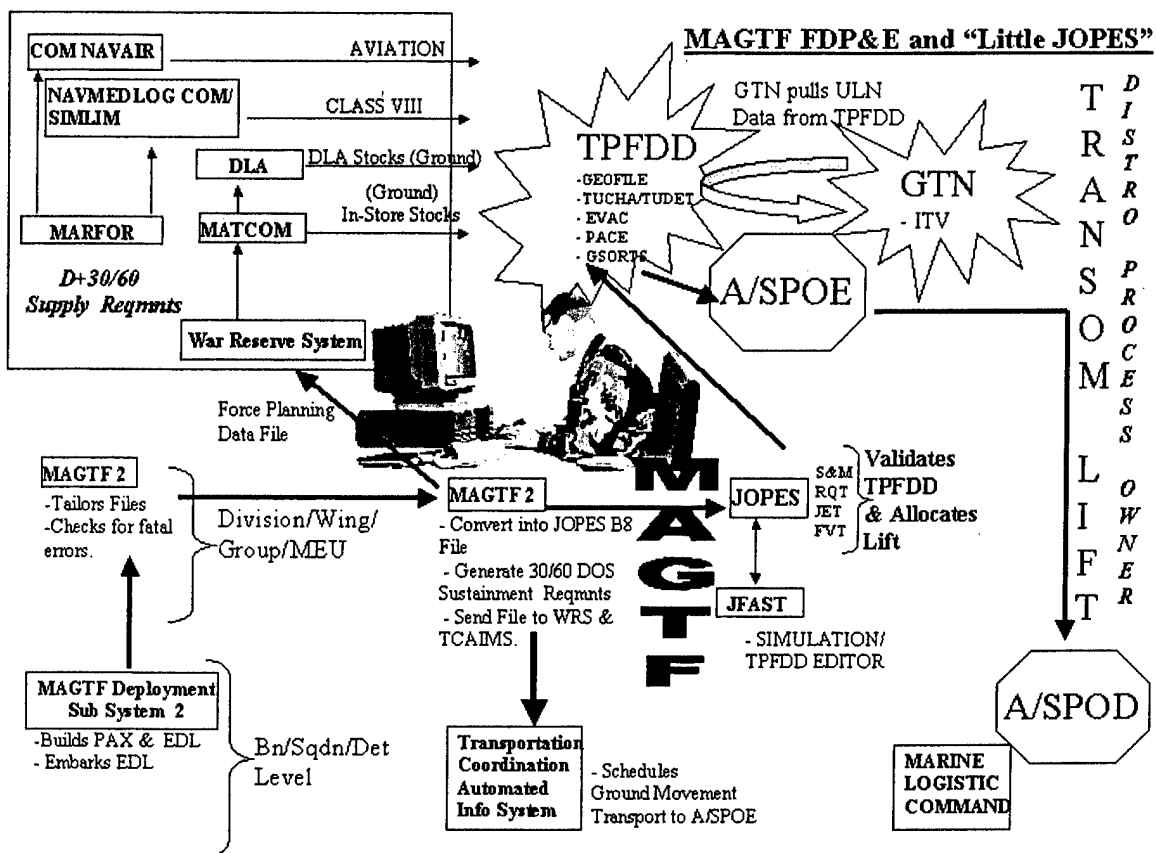 MAGTF FDP&E and "Little JOPES"
COM NAVAIR
AVIATION
NAVMEDLOG COM/
SIMLIM
CLASS VIII
DLA
DLA Stocks (Ground)
(Ground)
In-Store Stocks
MARFOR
MATCOM
D+30/60
Supply Reqmnts
War Reserve System
TPFDD
-GEOFILE
-TUCHA/TUDET
- EVAC
- PACE
- GSORTS
GTN pulls ULN
Data from TPFDD
GTN
- ITV
A/SPOE
TRANSOM LIFT
DISTRO PROCESS OWNER
Force Planning
Data File
MAGTF 2
-Tailors Files
-Checks for fatal
errors.
Division/Wing/
Group/MEU
MAGTF 2
- Convert into JOPES B8
File
- Generate 30/60 DOS
Sustainment Reqmnts
- Send File to WRS &
TCAIMS.
MAGTF
JOPES
S&M
RQT
JET
FVT
Validates
TPFDD
& Allocates
Lift
JFAST
- SIMULATION/
TPFDD EDITOR
MAGTF Deployment
Sub System 2
-Builds PAX & EDL
- Embarks EDL
Bn/Sqdn/Det
Level
Transportation
Coordination
Automated
Info System
- Schedules
Ground Movement
Transport to A/SPOE
A/SPOD
MARINE
LOGISTIC
COMMAND